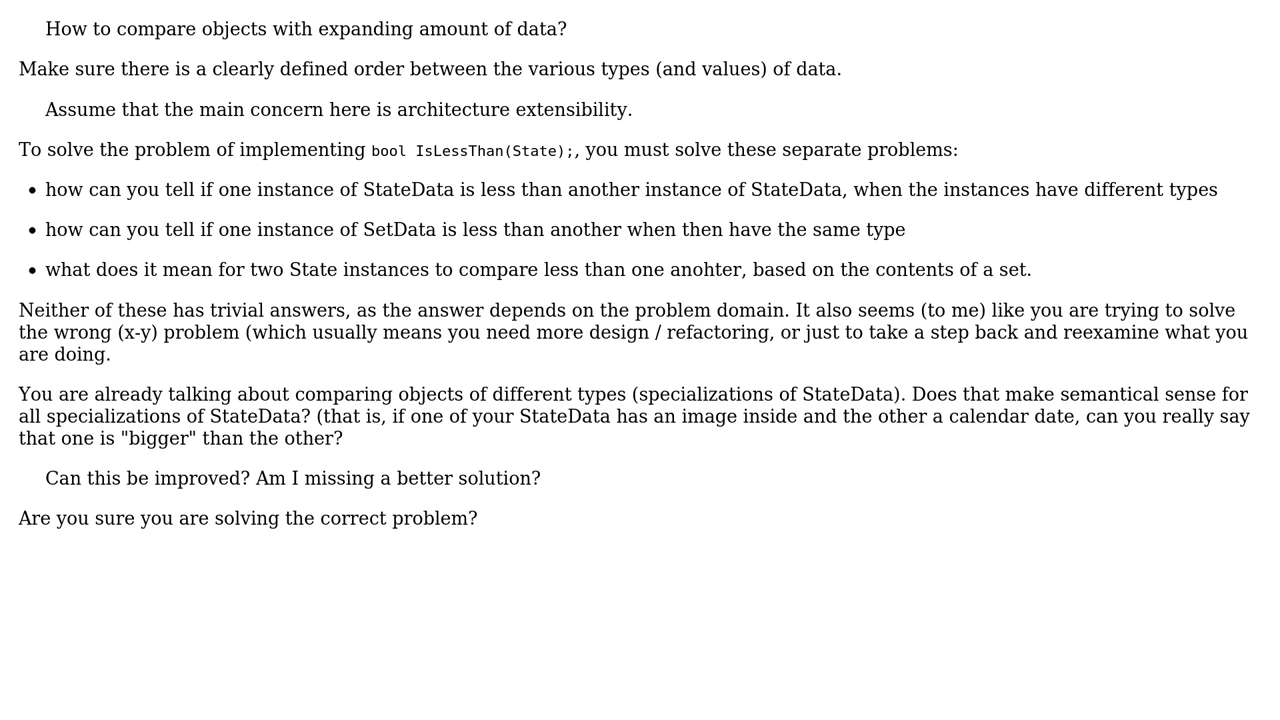 How to compare objects with expanding amount of data?
Make sure there is a clearly defined order between the various types (and values) of data.
Assume that the main concern here is architecture extensibility.
To solve the problem of implementing bool IsLessThan(State);, you must solve these separate problems:
• how can you tell if one instance of StateData is less than another instance of StateData, when the instances have different types
• how can you tell if one instance of SetData is less than another when then have the same type
• what does it mean for two State instances to compare less than one anohter, based on the contents of a set.
Neither of these has trivial answers, as the answer depends on the problem domain. It also seems (to me) like you are trying to solve
the wrong (x-y) problem (which usually means you need more design / refactoring, or just to take a step back and reexamine what you
are doing.
You are already talking about comparing objects of different types (specializations of StateData). Does that make semantical sense for
all specializations of StateData? (that is, if one of your StateData has an image inside and the other a calendar date, can you really say
that one is "bigger" than the other?
Can this be improved? Am I missing a better solution?
Are you sure you are solving the correct problem?